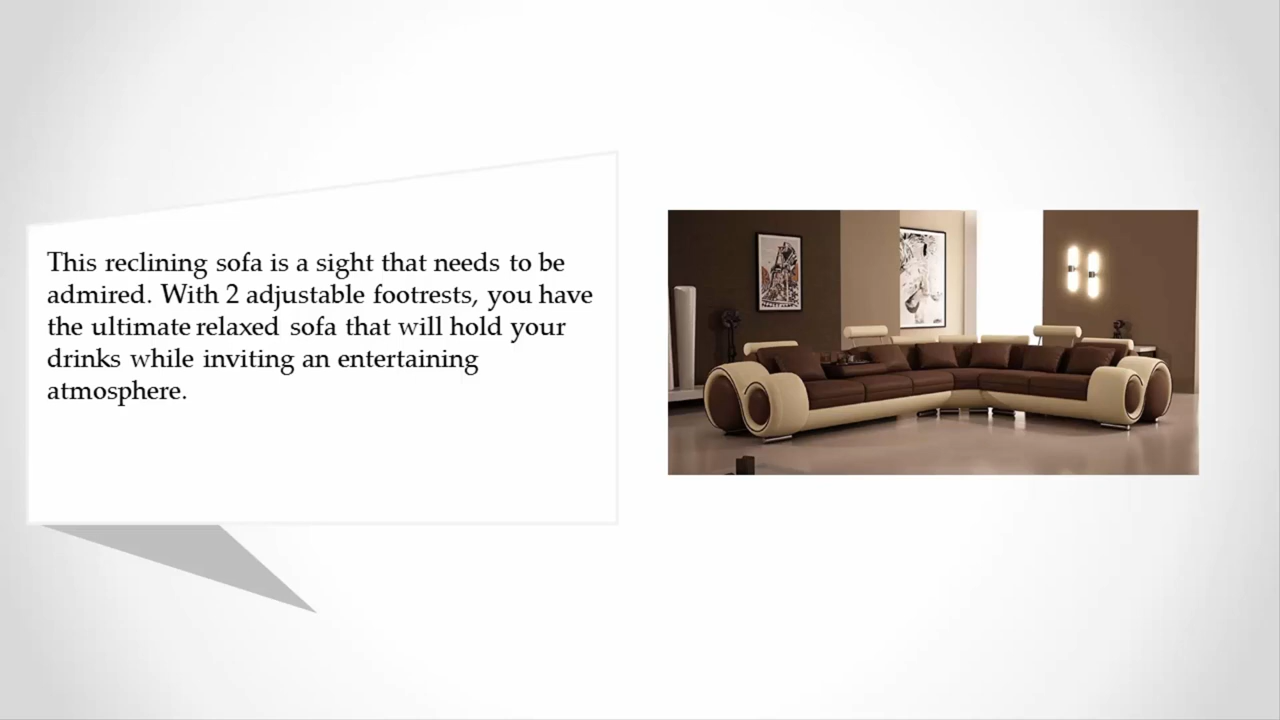 This reclining sofa is a sight that needs to be
admired. With 2 adjustable footrests, you have
the ultimate relaxed sofa that will hold your
drinks while inviting an entertaining
atmosphere.